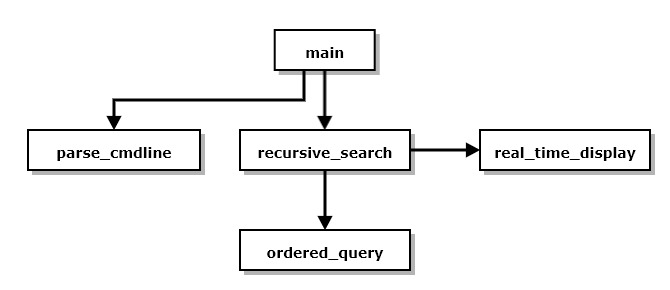 main
parse_cmdline
recursive_search
real_time_display
ordered_query